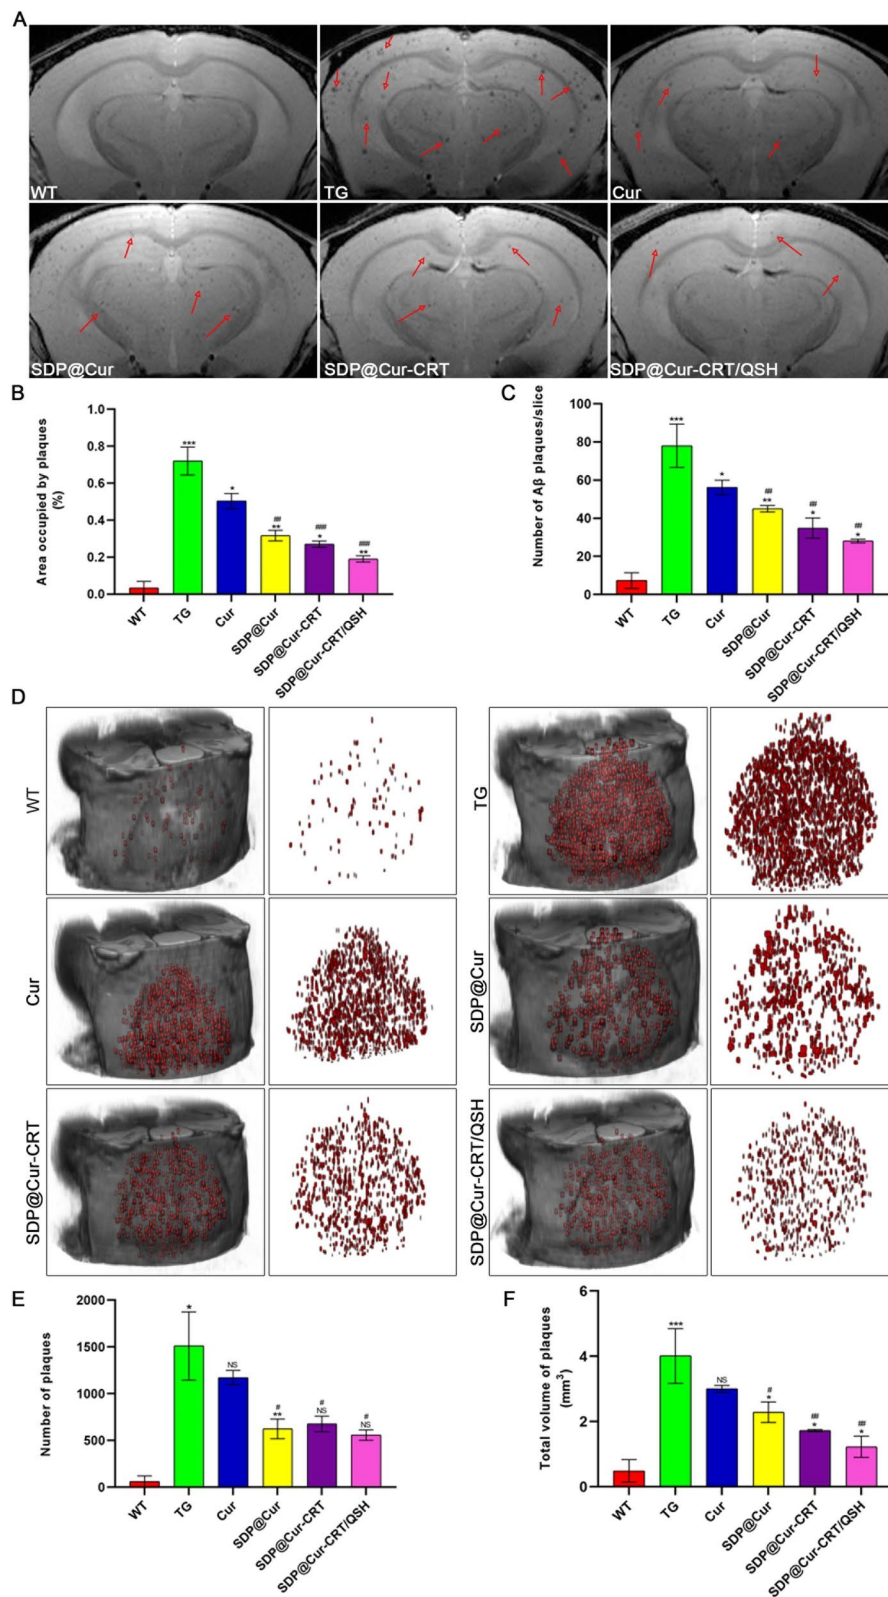 A
WT
TG
Cur
SDP@Cur
SDP@Cur-CRT
SDP@Cur-CRT/QSH
B
Area occupied by plaques
(%)
1.0
0.8
0.6
0.4
0.2
0.0
***
*
##
**
###
*
###
**
WT
TG
Cur
SDP@Cur
SDP@Cur-CRT
SDP@Cur-CRT/QSH
C
Number of Aβ plaques/slice
100
80
60
40
20
0
***
*
##
**
##
*
##
*
WT
TG
Cur
SDP@Cur
SDP@Cur-CRT
SDP@Cur-CRT/QSH
D
WT
TG
Cur
SDP@Cur
SDP@Cur-CRT
SDP@Cur-CRT/QSH
E
Number of plaques
2000
1500
1000
500
0
*
NS
#
**
#
NS
#
NS
WT
TG
Cur
SDP@Cur
SDP@Cur-CRT
SDP@Cur-CRT/QSH
F
Total volume of plaques
(mm³)
6
4
2
0
***
NS
#
*
##
*
##
*
WT
TG
Cur
SDP@Cur
SDP@Cur-CRT
SDP@Cur-CRT/QSH